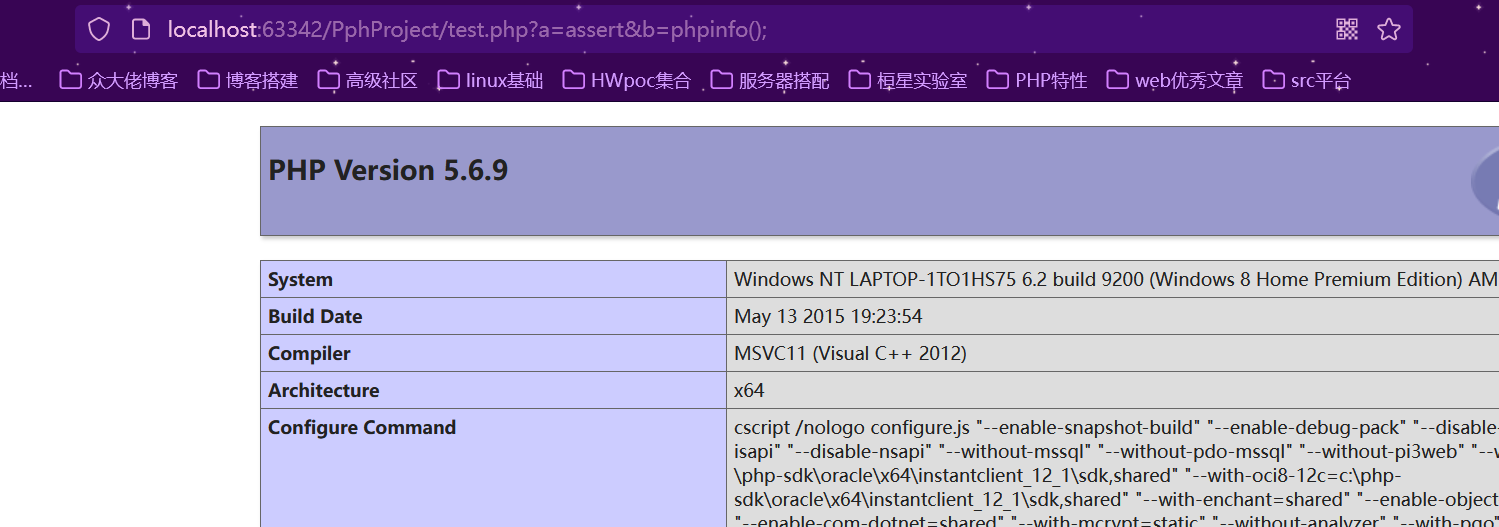 localhost:63342/PphProject/test.php?a=assert&b=phpinfo();
档... 众大佬博客 博客搭建 高级社区 linux基础 HWpoc集合 服务器搭配 栢星实验室 PHP特性 web优秀文章 src平台
PHP Version 5.6.9
System Windows NT LAPTOP-1TO1HS75 6.2 build 9200 (Windows 8 Home Premium Edition) AM
Build Date May 13 2015 19:23:54
Compiler MSVC11 (Visual C++ 2012)
Architecture x64
Configure Command cscript /nologo configure.js "--enable-snapshot-build" "--enable-debug-pack" "--disable-
isapi" "--disable-nsapi" "--without-mssql" "--without-pdo-mssql" "--without-pi3web" "--w
\php-sdk\oracle\x64\instantclient_12_1\sdk,shared" "--with-oci8-12c=c:\php-
sdk\oracle\x64\instantclient_12_1\sdk,shared" "--with-enchant=shared" "--enable-object
"--enable-com-dotnet=shared" "--with-mcrypt=static" "--without-analyzer" "--with-pgo"